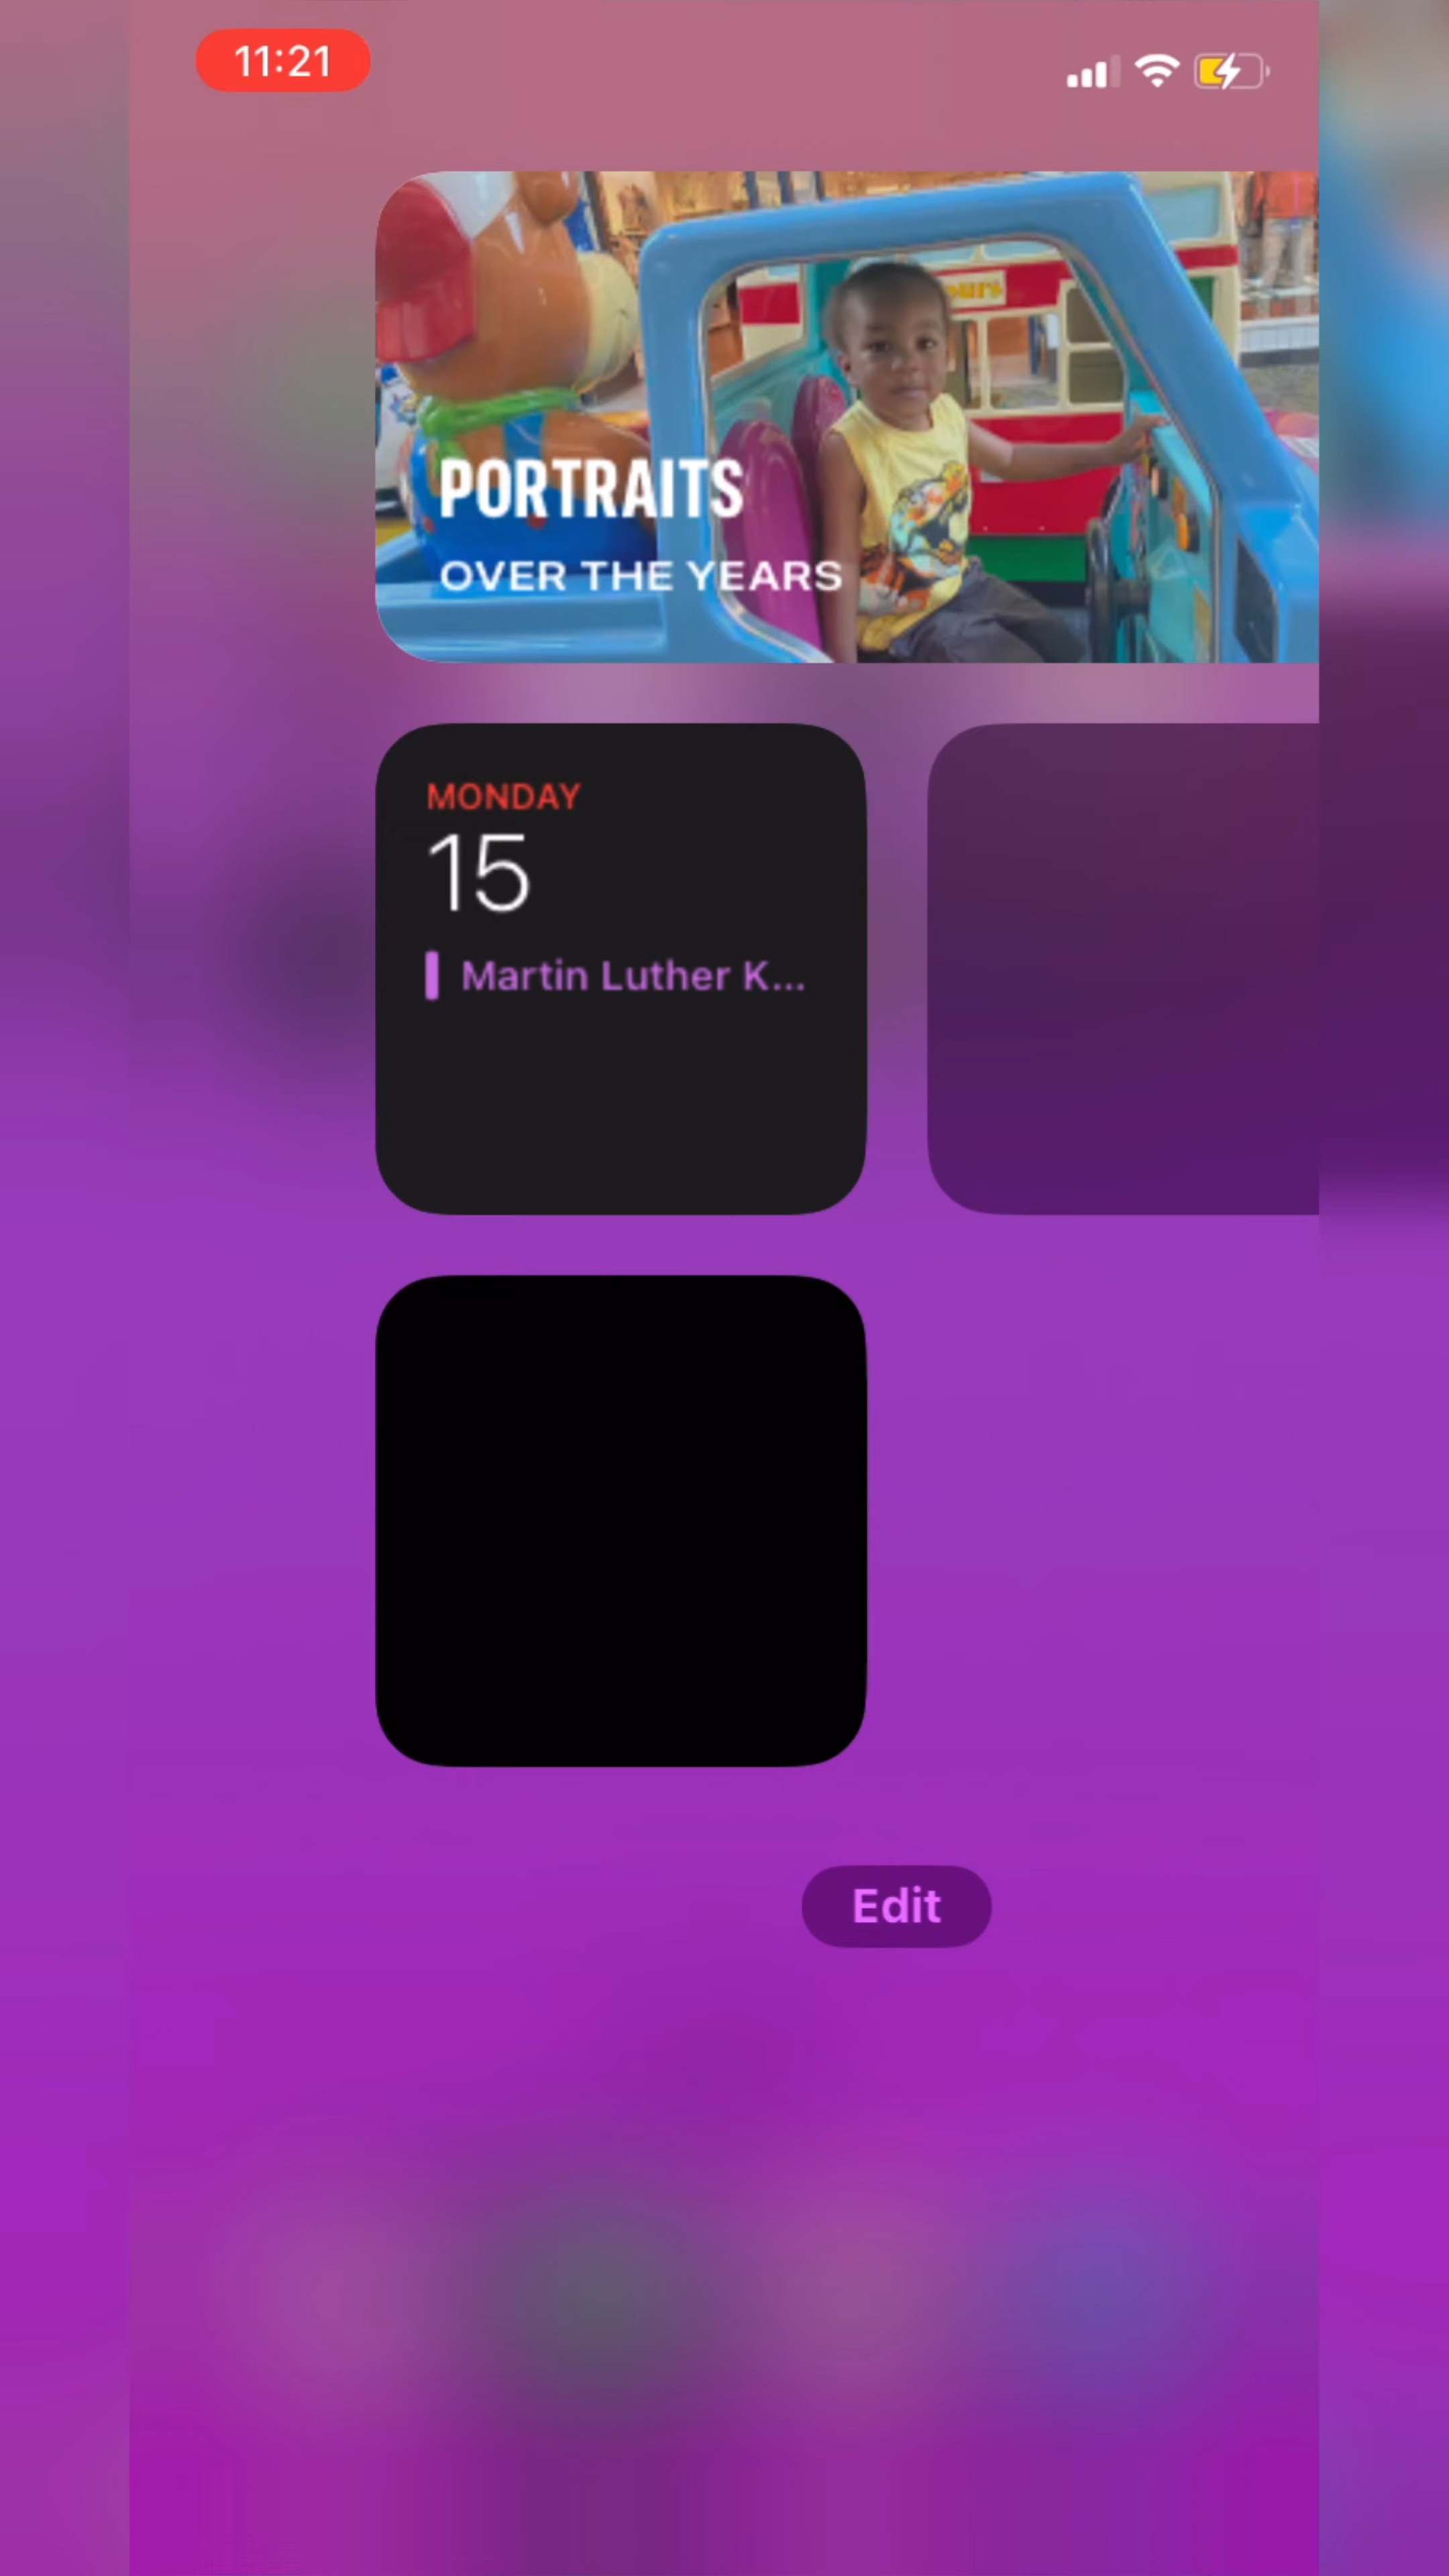 11:21
PORTRAITS
OVER THE YEARS
MONDAY
15
Martin Luther K...
Edit